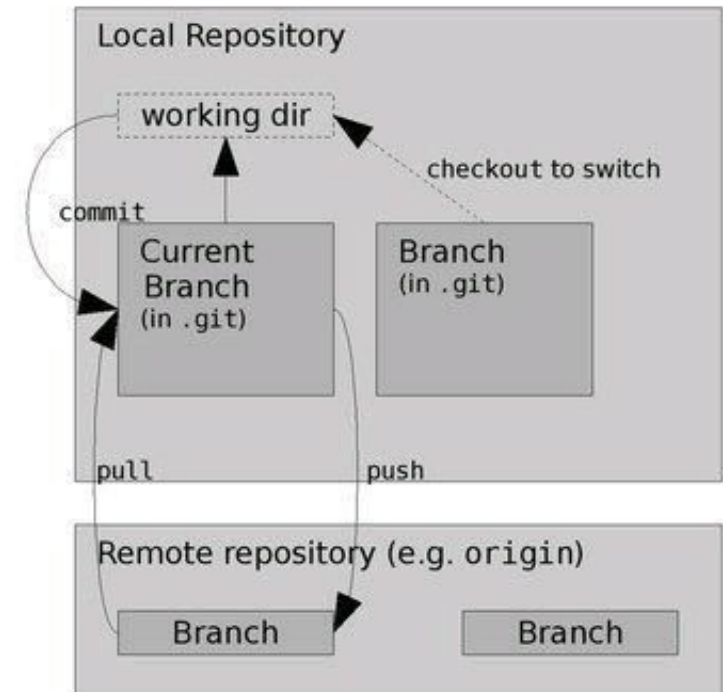 Local Repository
working dir
checkout to switch
commit
Current
Branch
(in .git)
Branch
(in .git)
pull
push
Remote repository (e.g. origin)
Branch
Branch